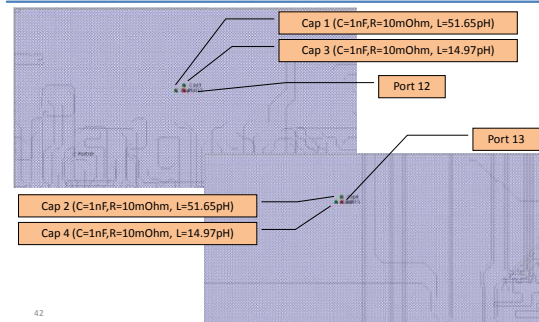 Cap 1 (C=1nF,R=10mOhm, L=51.65pH)
Cap 3 (C=1nF,R=10mOhm, L=14.97pH)
Port 12
Port 13
Cap 2 (C=1nF,R=10mOhm, L=51.65pH)
Cap 4 (C=1nF,R=10mOhm, L=14.97pH)
42